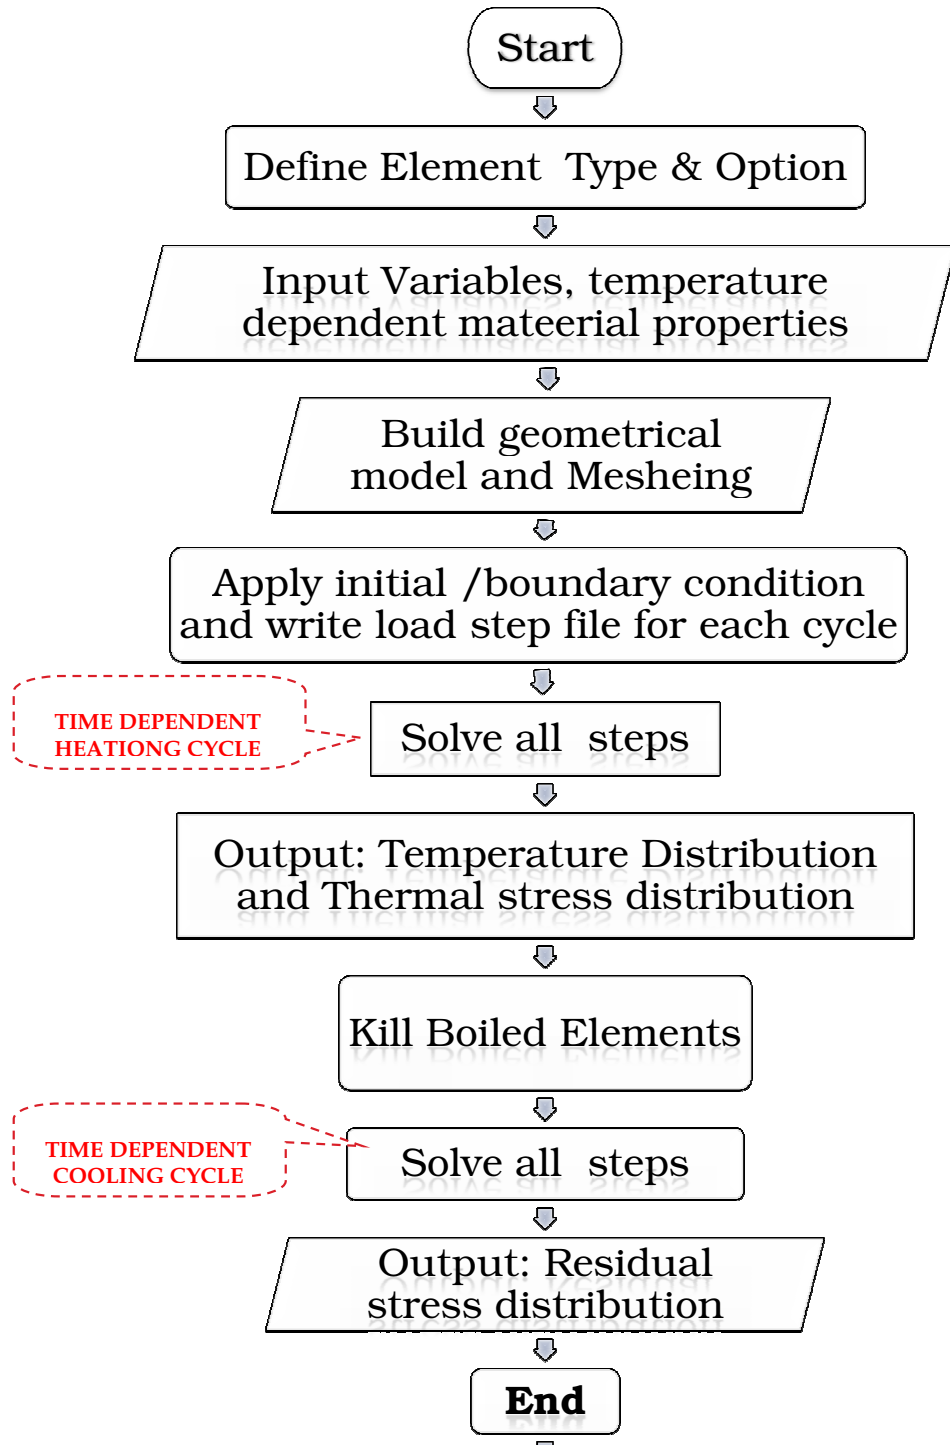 Start
Define Element Type & Option
Input Variables, temperature
dependent mateerial properties
Build geometrical
model and Mesheing
Apply initial /boundary condition
and write load step file for each cycle
TIME DEPENDENT
HEATIONG CYCLE
Solve all steps
Output: Temperature Distribution
and Thermal stress distribution
Kill Boiled Elements
TIME DEPENDENT
COOLING CYCLE
Solve all steps
Output: Residual
stress distribution
End